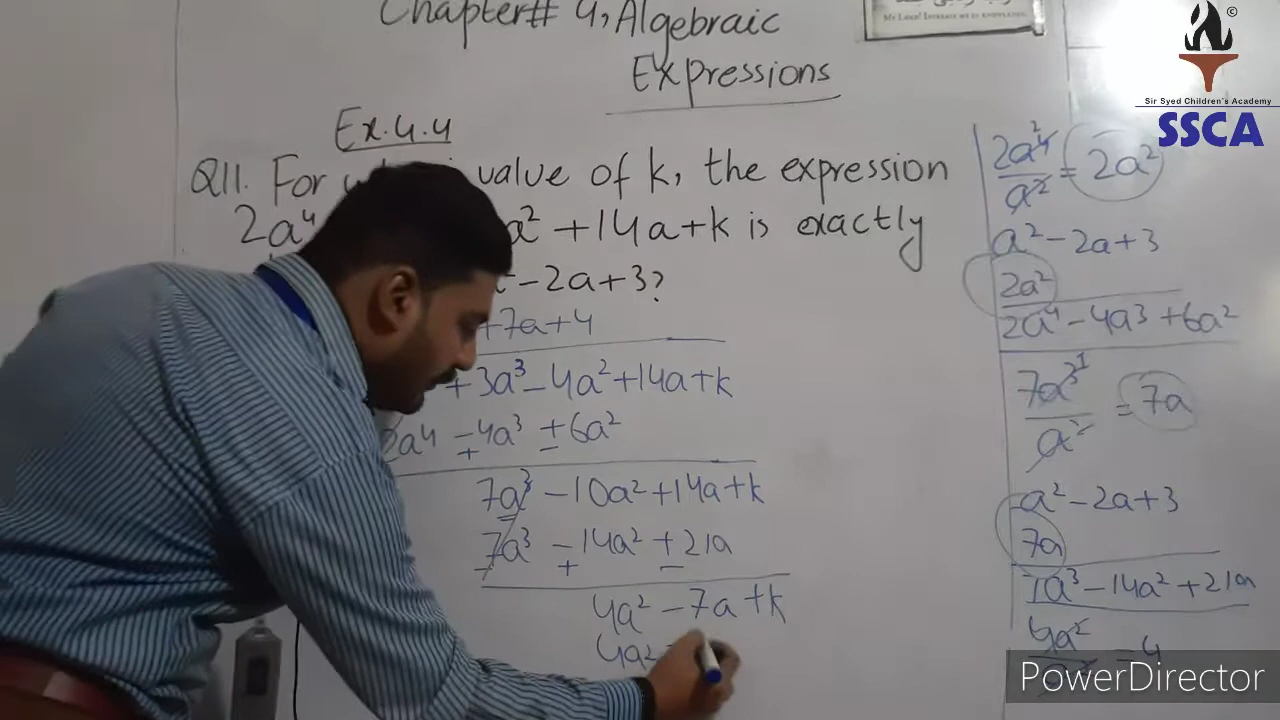 Chapter# 4, Algebraic
Expressions
Ex.4.4
Q11. For value of k, the expression
2a⁴ a² +14a+k is exactly
-2a+3?
+7a+4
+3a³-4a²+14a+k
2a⁴ -4a³ +6a²
+ -
7a³ -10a²+14a+k
7a³ -14a² +21a
- + -
4a² -7a+k
4a²
2a⁴/a² = 2a²
2
a²-2a+3
2a²
2a⁴-4a³+6a²
7a³/a² = 7a
1
a²-2a+3
7a
7a³-14a²+21a
4a² = 4
Sir Syed Children's Academy
SSCA
©
PowerDirector